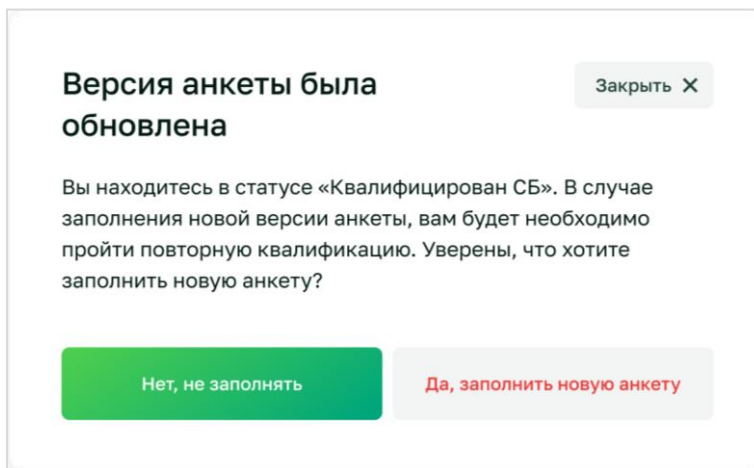 Версия анкеты была
обновлена
Закрыть ✕
Вы находитесь в статусе «Квалифицирован СБ». В случае
заполнения новой версии анкеты, вам будет необходимо
пройти повторную квалификацию. Уверены, что хотите
заполнить новую анкету?
Нет, не заполнять
Да, заполнить новую анкету